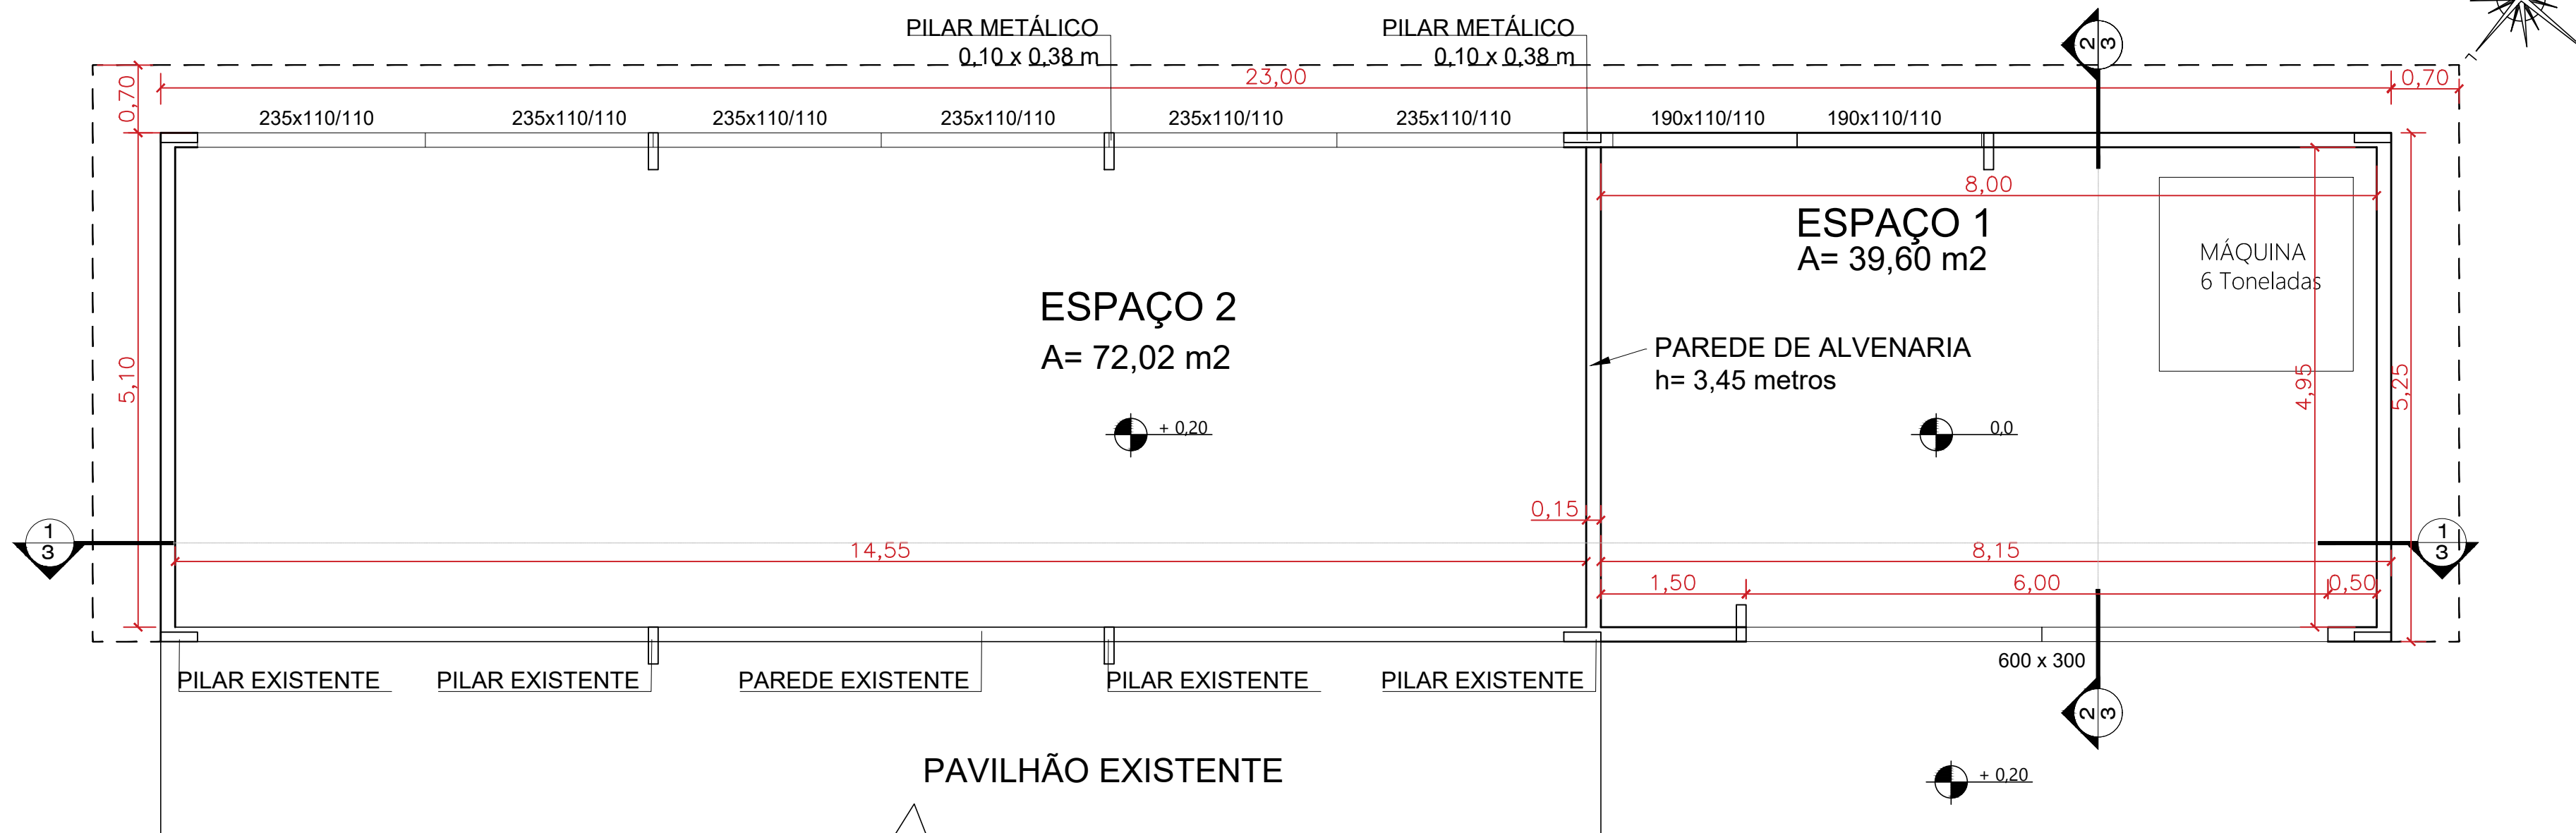 PILAR METÁLICO
0,10 x 0,38 m
PILAR METÁLICO
0,10 x 0,38 m
2
3
23,00
0,70
0,70
235x110/110
235x110/110
235x110/110
235x110/110
235x110/110
235x110/110
190x110/110
190x110/110
8,00
ESPAÇO 1
A= 39,60 m2
MÁQUINA
6 Toneladas
ESPAÇO 2
A= 72,02 m2
PAREDE DE ALVENARIA
h= 3,45 metros
5,10
4,95
5,25
+ 0,20
0,0
0,15
1
3
14,55
8,15
1
3
1,50
6,00
0,50
600 x 300
PILAR EXISTENTE
PILAR EXISTENTE
PAREDE EXISTENTE
PILAR EXISTENTE
PILAR EXISTENTE
2
3
PAVILHÃO EXISTENTE
+ 0,20